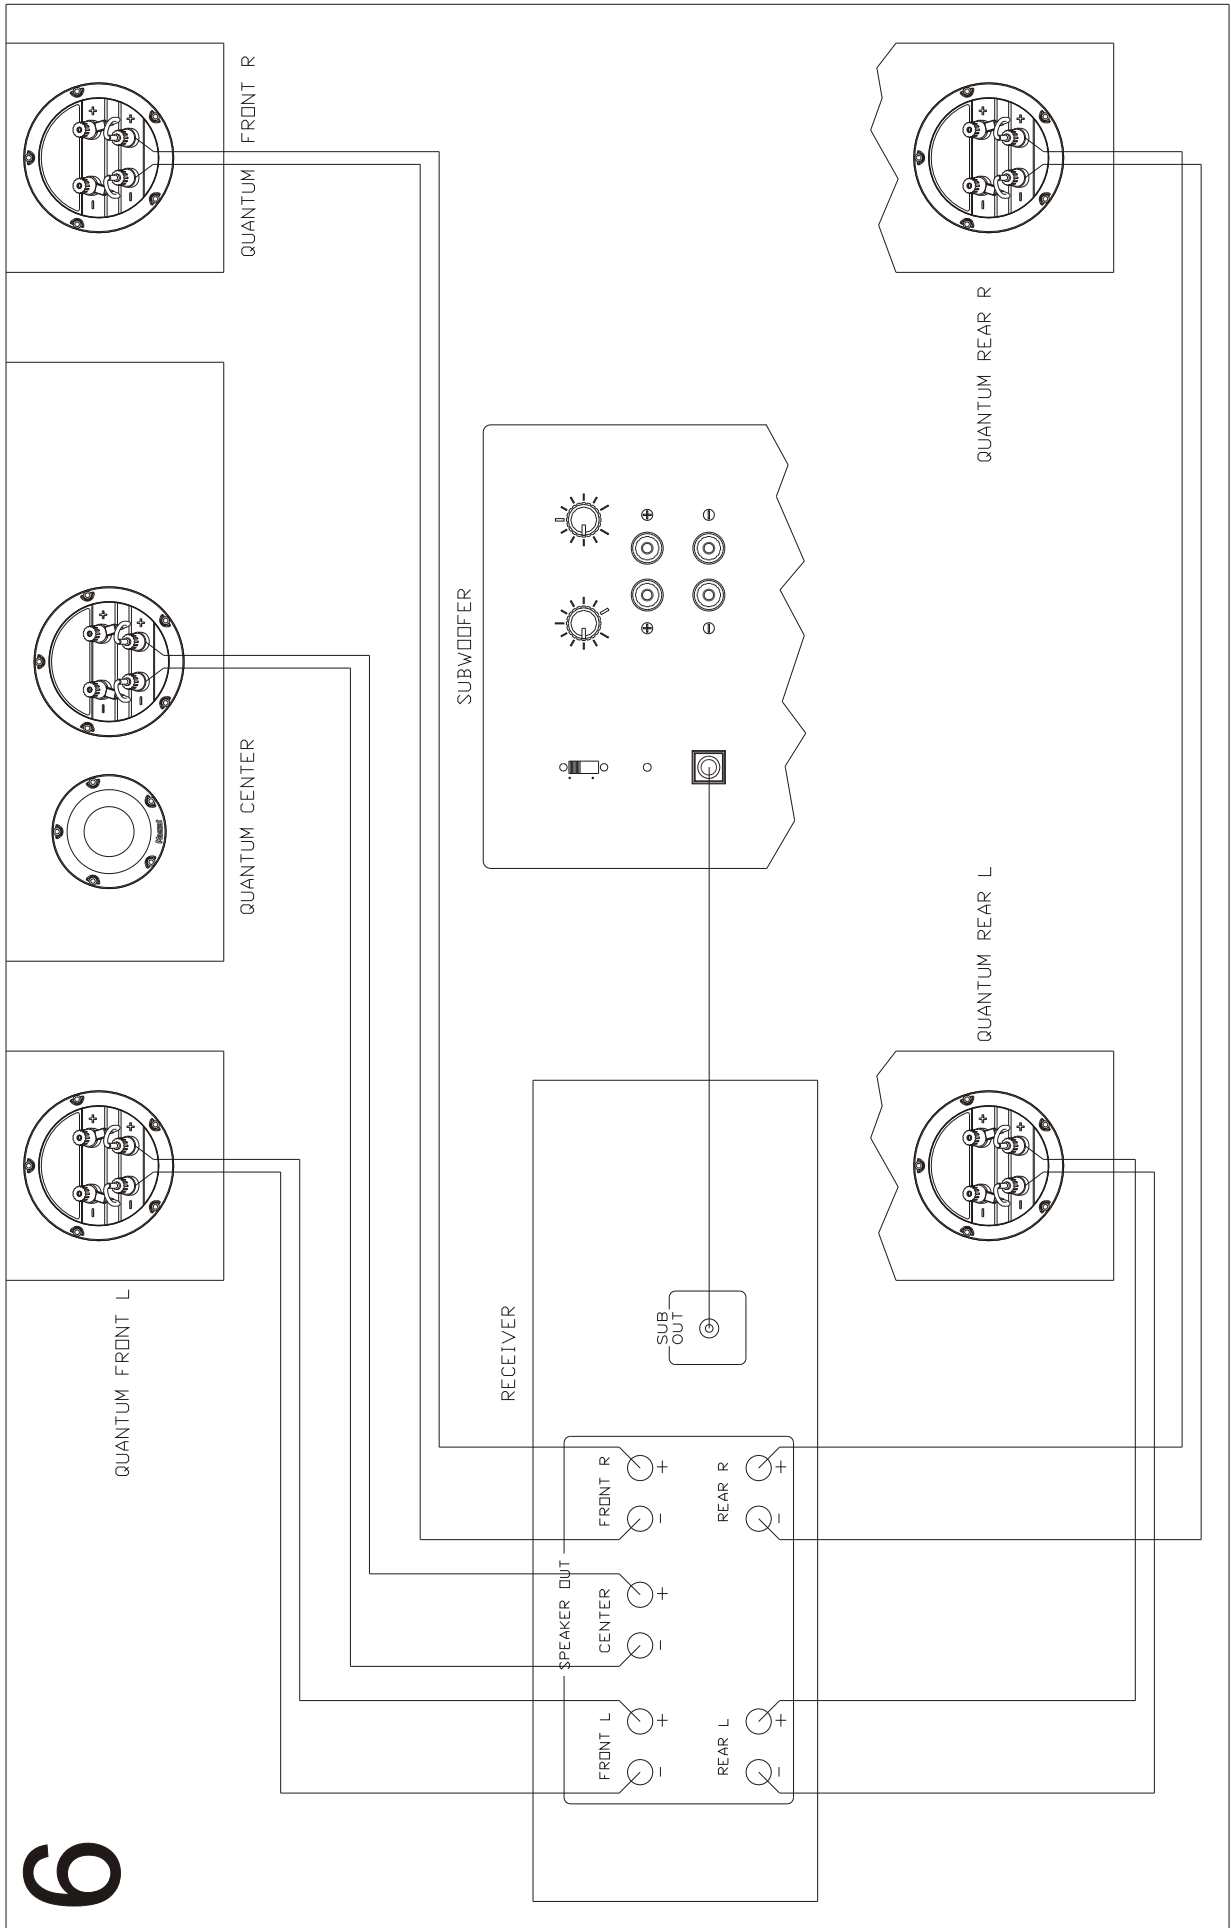 6
QUANTUM FRONT L
QUANTUM CENTER
QUANTUM FRONT R
+ +
- -
+ +
- -
+ +
- -
SUBWOOFER
RECEIVER
SPEAKER OUT
FRONT L
CENTER
FRONT R
- +
- +
- +
SUB
OUT
REAR L
REAR R
- +
- +
+ +
- -
QUANTUM REAR L
QUANTUM REAR R
+ +
- -
+ +
- -